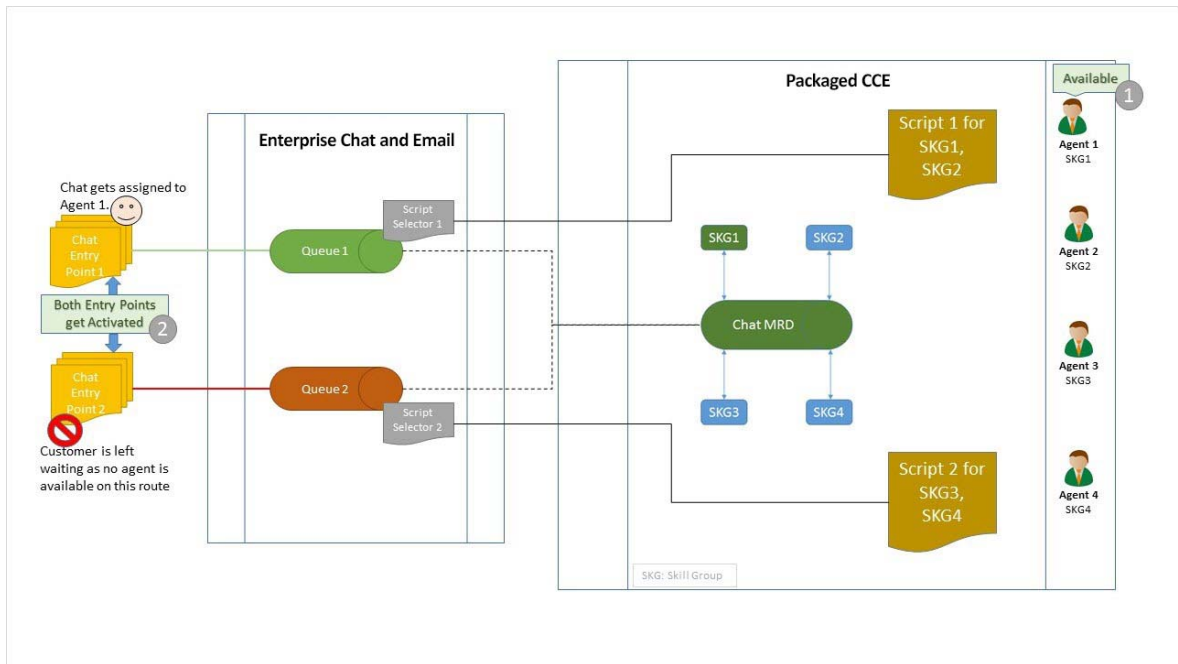 Packaged CCE
Available
1
Enterprise Chat and Email
Script 1 for
SKG1,
SKG2
Agent 1
SKG1
Chat gets assigned to
Agent 1.
Script
Selector 1
Chat
Entry
Point 1
Queue 1
SKG1
SKG2
Agent 2
SKG2
Both Entry Points
get Activated
2
Chat MRD
Agent 3
SKG3
Chat
Entry
Point 2
Queue 2
Script
Selector 2
SKG3
SKG4
Customer is left
waiting as no agent is
available on this route
Script 2 for
SKG3,
SKG4
Agent 4
SKG4
SKG: Skill Group